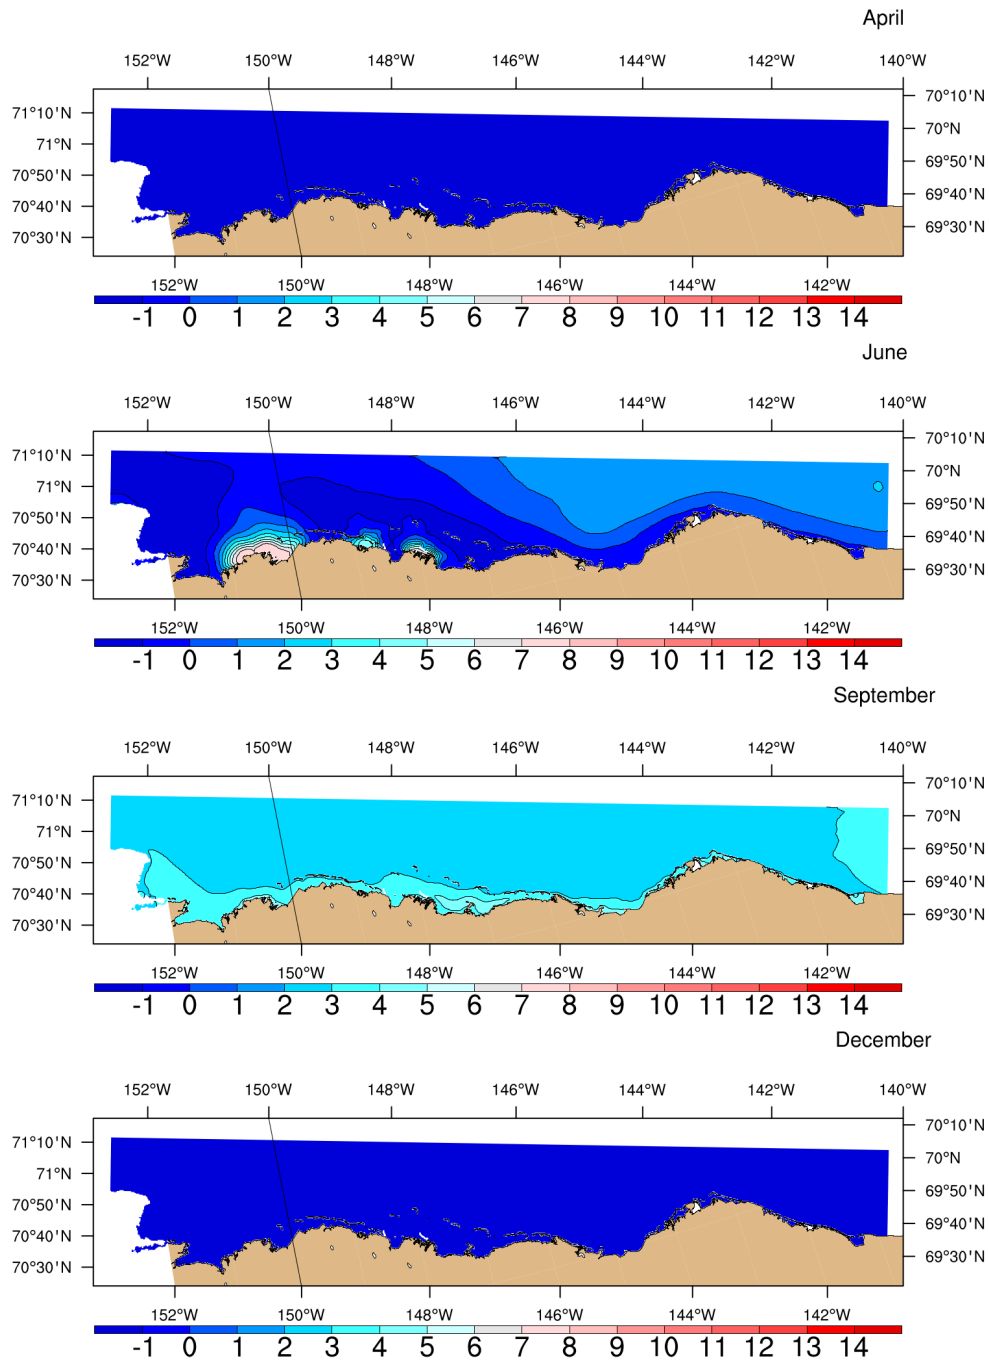 April
152°W 150°W 148°W 146°W 144°W 142°W 140°W
71°10'N 70°10'N
71°N 70°N
70°50'N 69°50'N
70°40'N 69°40'N
70°30'N 69°30'N
152°W 150°W 148°W 146°W 144°W 142°W
-1 0 1 2 3 4 5 6 7 8 9 10 11 12 13 14
June
152°W 150°W 148°W 146°W 144°W 142°W 140°W
71°10'N 70°10'N
71°N 70°N
70°50'N 69°50'N
70°40'N 69°40'N
70°30'N 69°30'N
152°W 150°W 148°W 146°W 144°W 142°W
-1 0 1 2 3 4 5 6 7 8 9 10 11 12 13 14
September
152°W 150°W 148°W 146°W 144°W 142°W 140°W
71°10'N 70°10'N
71°N 70°N
70°50'N 69°50'N
70°40'N 69°40'N
70°30'N 69°30'N
152°W 150°W 148°W 146°W 144°W 142°W
-1 0 1 2 3 4 5 6 7 8 9 10 11 12 13 14
December
152°W 150°W 148°W 146°W 144°W 142°W 140°W
71°10'N 70°10'N
71°N 70°N
70°50'N 69°50'N
70°40'N 69°40'N
70°30'N 69°30'N
152°W 150°W 148°W 146°W 144°W 142°W
-1 0 1 2 3 4 5 6 7 8 9 10 11 12 13 14